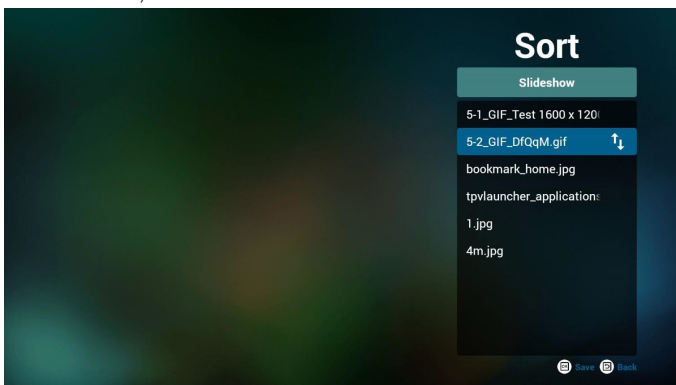 Sort
Slideshow
5-1_GIF_Test 1600 x 120
5-2_GIF_DfQqM.gif
bookmark_home.jpg
tpvlauncher_applications
1.jpg
4m.jpg
Save Back